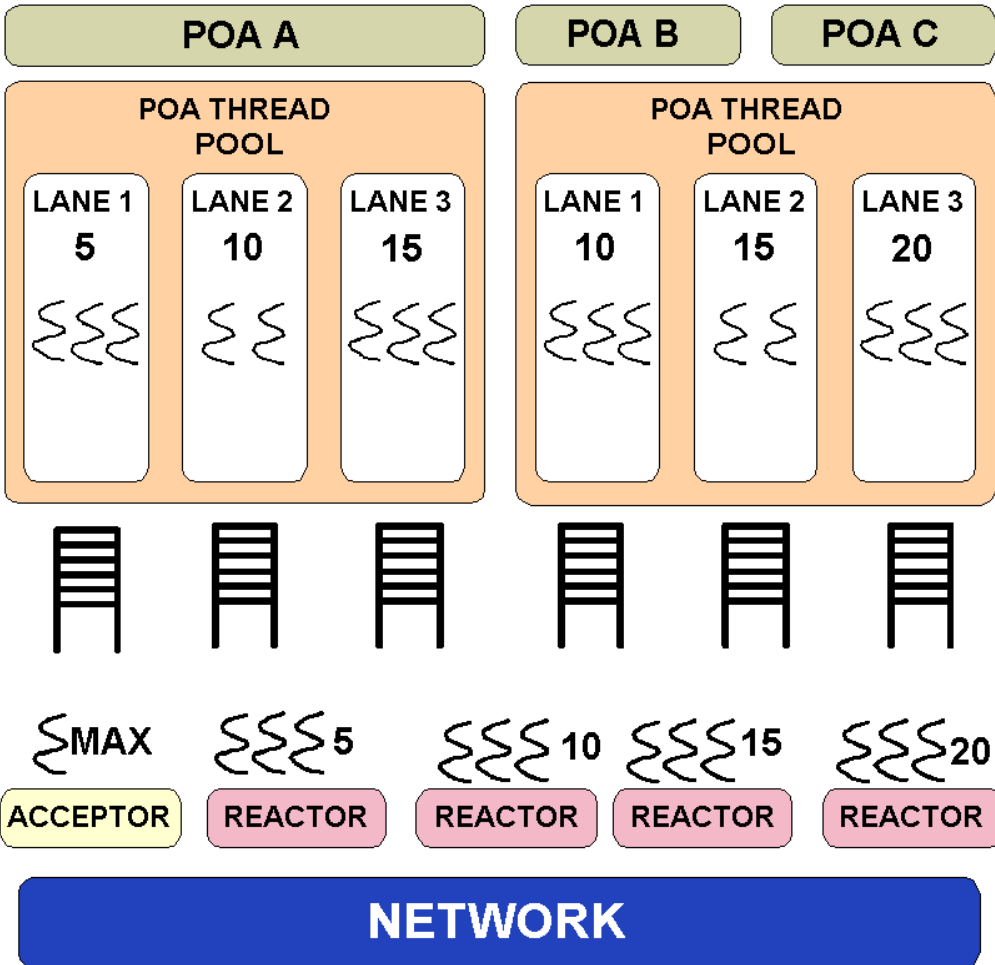 POA A
POA B
POA C
POA THREAD
POOL
LANE 1
5
LANE 2
10
LANE 3
15
POA THREAD
POOL
LANE 1
10
LANE 2
15
LANE 3
20
MAX
5
10
15
20
ACCEPTOR
REACTOR
REACTOR
REACTOR
REACTOR
NETWORK